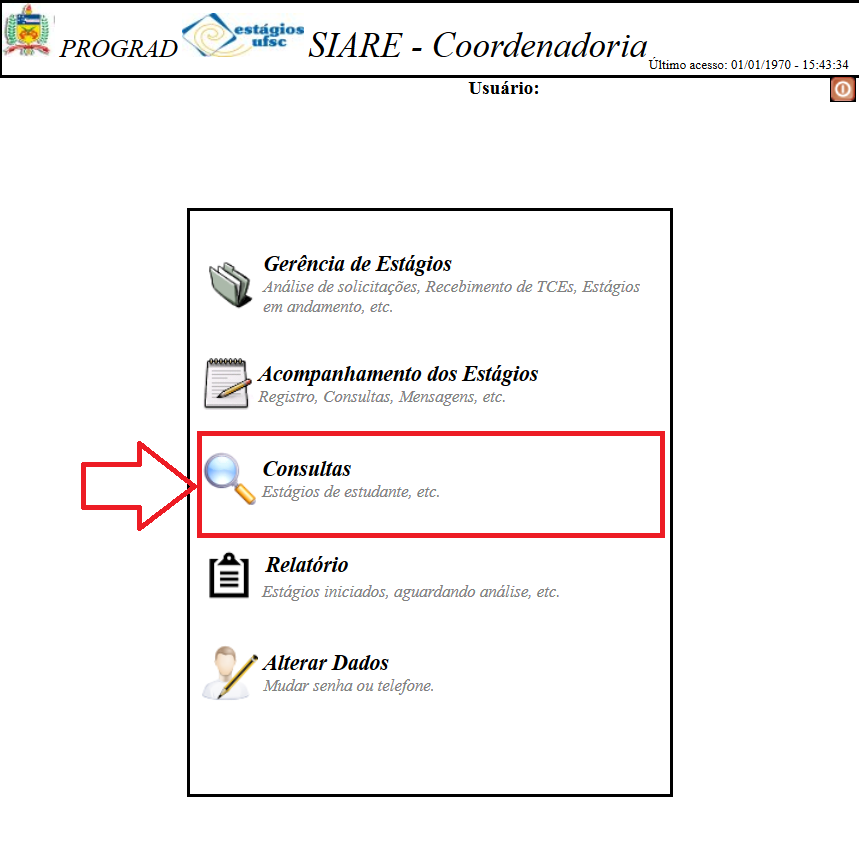 PROGRAD
estágios
ufsc
SIARE - Coordenadoria
Último acesso: 01/01/1970 - 15:43:34
Usuário:
Gerência de Estágios
Análise de solicitações, Recebimento de TCEs, Estágios
em andamento, etc.
Acompanhamento dos Estágios
Registro, Consultas, Mensagens, etc.
Consultas
Estágios de estudante, etc.
Relatório
Estágios iniciados, aguardando análise, etc.
Alterar Dados
Mudar senha ou telefone.